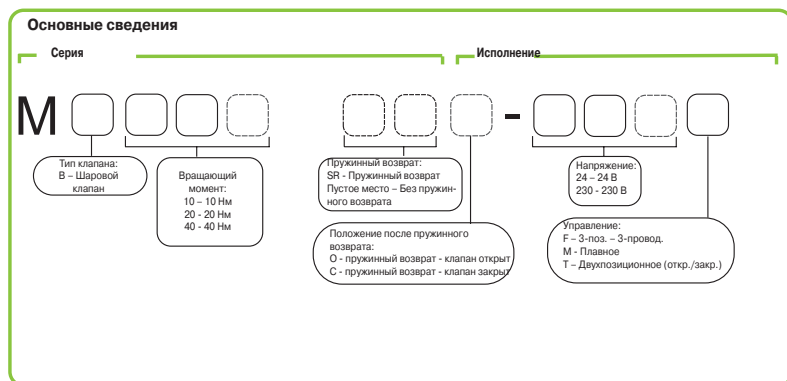 Основные сведения
Серия
Исполнение
M
-
Тип клапана:
B – Шаровой
клапан
Вращающий
момент:
10 – 10 Нм
20 - 20 Нм
40 - 40 Нм
Пружинный возврат:
SR - Пружинный возврат
Пустое место – Без пружин-
ного возврата
Положение после пружинного
возврата:
O - пружинный возврат - клапан открыт
C - пружинный возврат - клапан закрыт
Напряжение:
24 – 24 В
230 - 230 В
Управление:
F – 3-поз. – 3-провод.
M - Плавное
T – Двухпозиционное (откр./закр.)